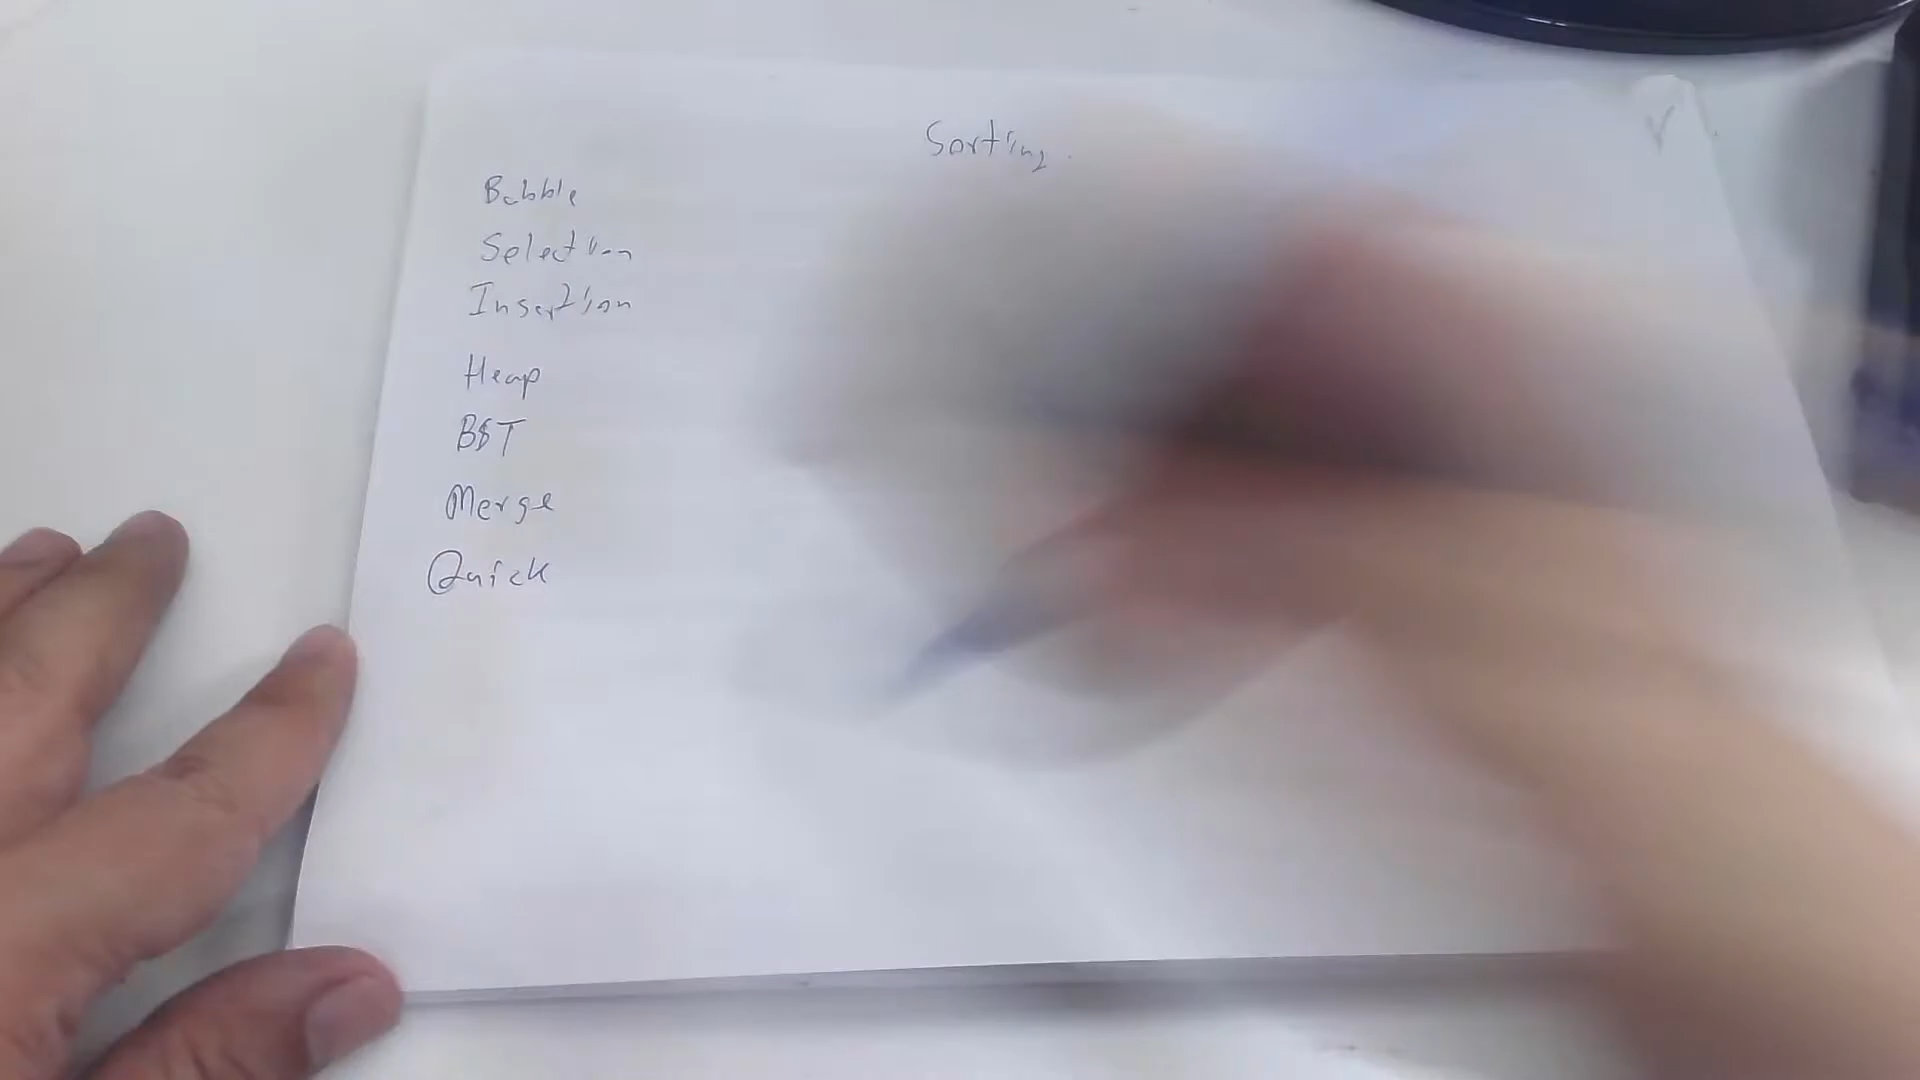 Sorting.
Bubble
Selection
Insertion
Heap
BST
Merge
Quick